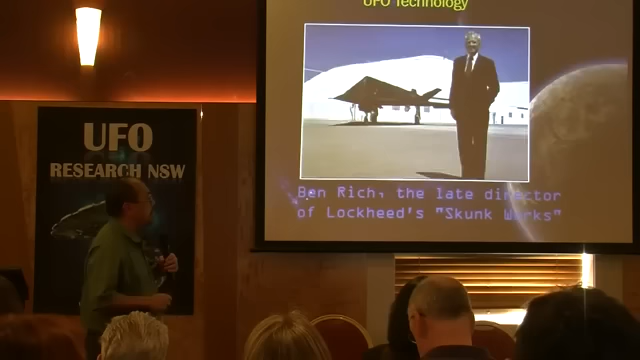 UFO Technology
UFO
RESEARCH NSW
Ben Rich, the late director
of Lockheed's "Skunk Works"